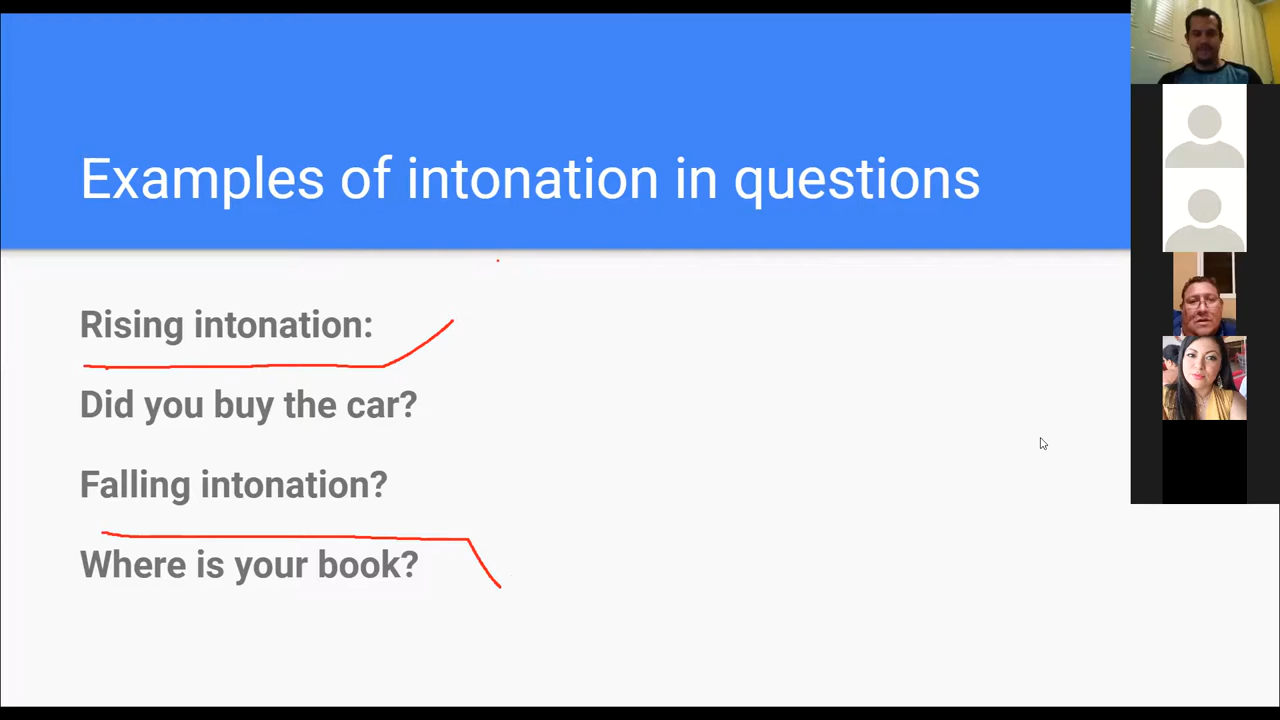 Examples of intonation in questions
Rising intonation:
Did you buy the car?
Falling intonation?
Where is your book?